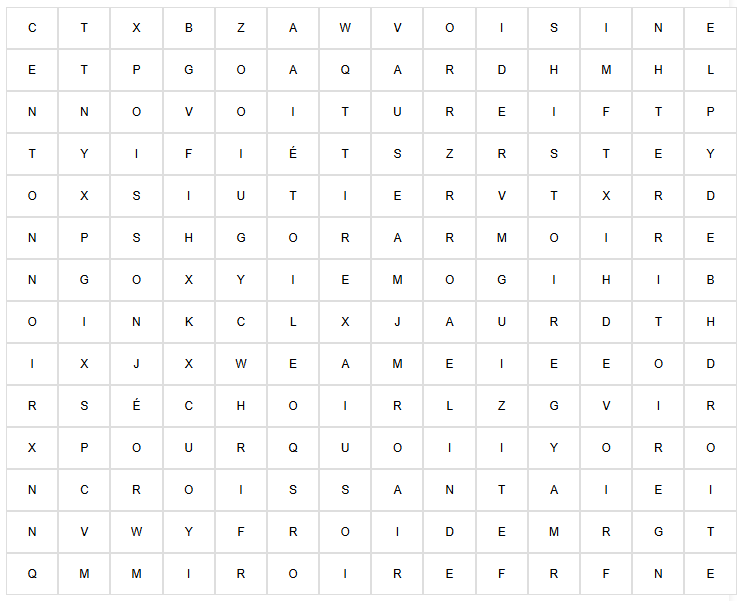 C T X B Z A W V O I S I N E
E T P G O A Q A R D H M H L
N N O V O I T U R E I F T P
T Y I F I É T S Z R S T E Y
O X S I U T I E R V T X R D
N P S H G O R A R M O I R E
N G O X Y I E M O G I H I B
O I N K C L X J A U R D T H
I X J X W E A M E I E E O D
R S É C H O I R L Z G V I R
X P O U R Q U O I I Y O R O
N C R O I S S A N T A I E I
N V W Y F R O I D E M R G T
Q M M I R O I R E F R F N E